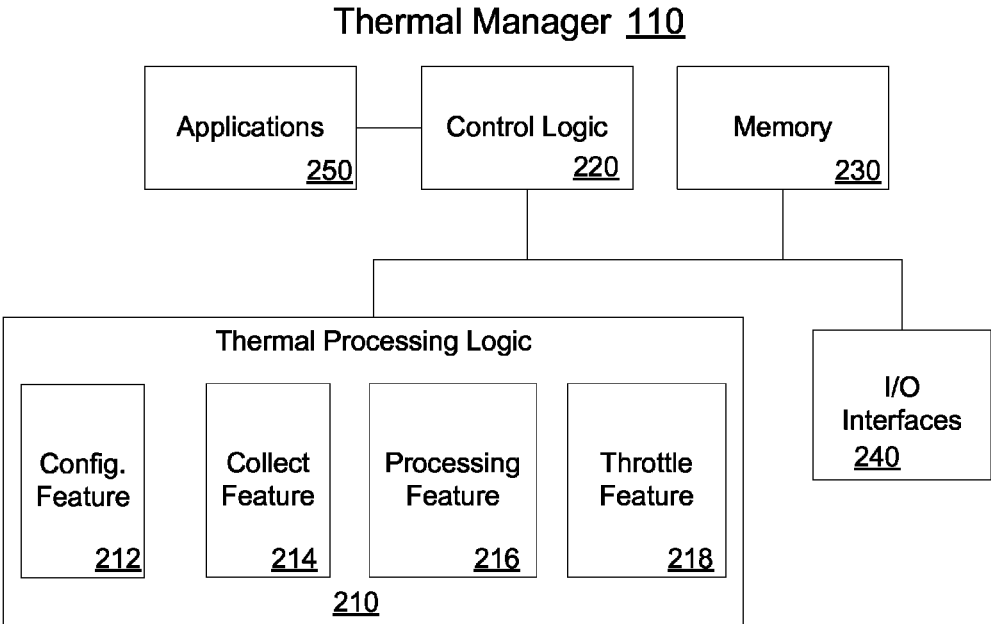 Thermal Manager 110
Applications
250
Control Logic
220
Memory
230
Thermal Processing Logic
Config.
Feature
212
Collect
Feature
214
Processing
Feature
216
Throttle
Feature
218
210
I/O
Interfaces
240